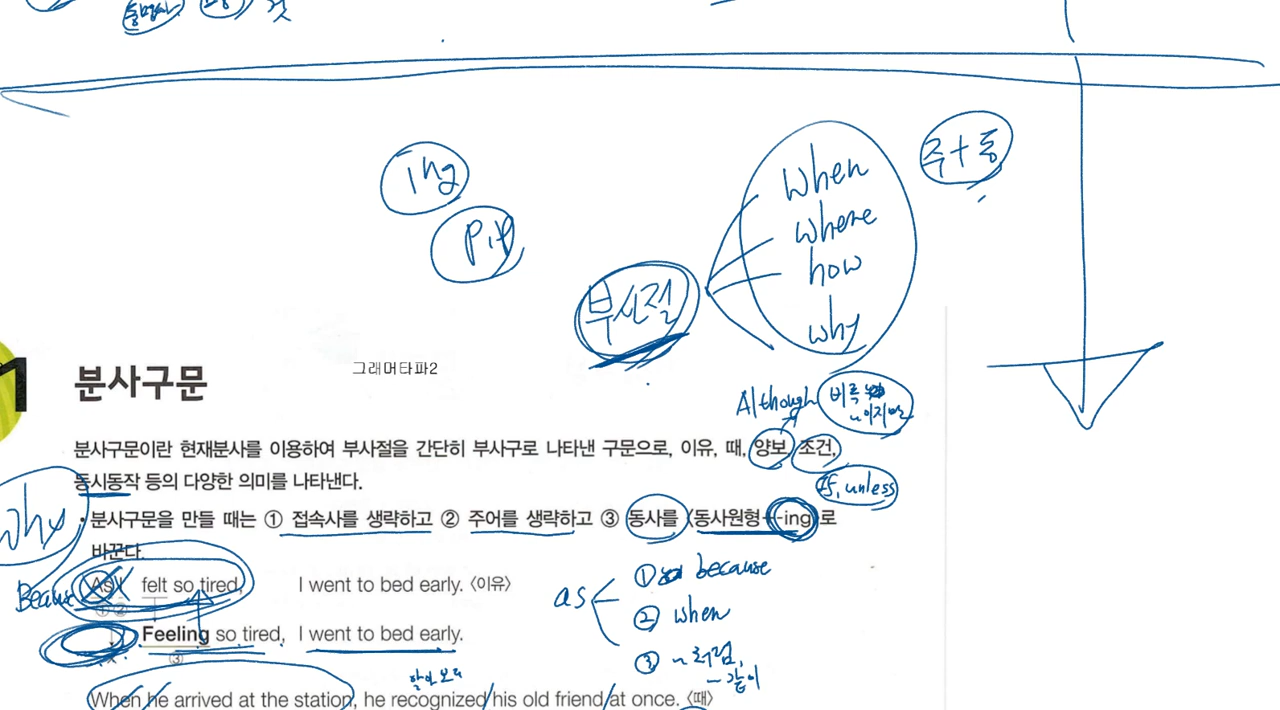 ing
p.p
부사절
when
where
how
why
주+동
1
분사구문
그래머타파2
Although
비록
~이지만
분사구문이란 현재분사를 이용하여 부사절을 간단히 부사구로 나타낸 구문으로, 이유, 때, 양보, 조건,
동시동작 등의 다양한 의미를 나타낸다.
If, unless
why
• 분사구문을 만들 때는 ① 접속사를 생략하고 ② 주어를 생략하고 ③ 동사를 〈동사원형+-ing〉로
바꾼다.
As I felt so tired, I went to bed early. 〈이유〉
① ②
Feeling so tired, I went to bed early.
③
as
① because
② when
③ ~처럼,
~같이
When he arrived at the station, he recognized his old friend at once. 〈때〉